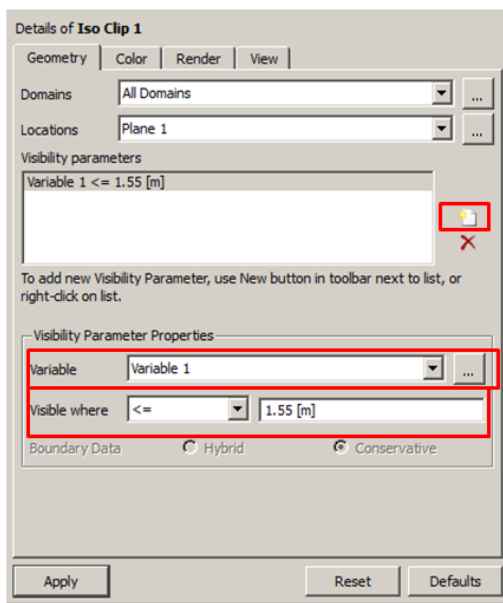 Details of Iso Clip 1
Geometry Color Render View
Domains All Domains ...
Locations Plane 1 ...
Visibility parameters
Variable 1 <= 1.55 [m]
To add new Visibility Parameter, use New button in toolbar next to list, or
right-click on list.
Visibility Parameter Properties
Variable Variable 1 ...
Visible where <= 1.55 [m]
Boundary Data Hybrid Conservative
Apply Reset Defaults